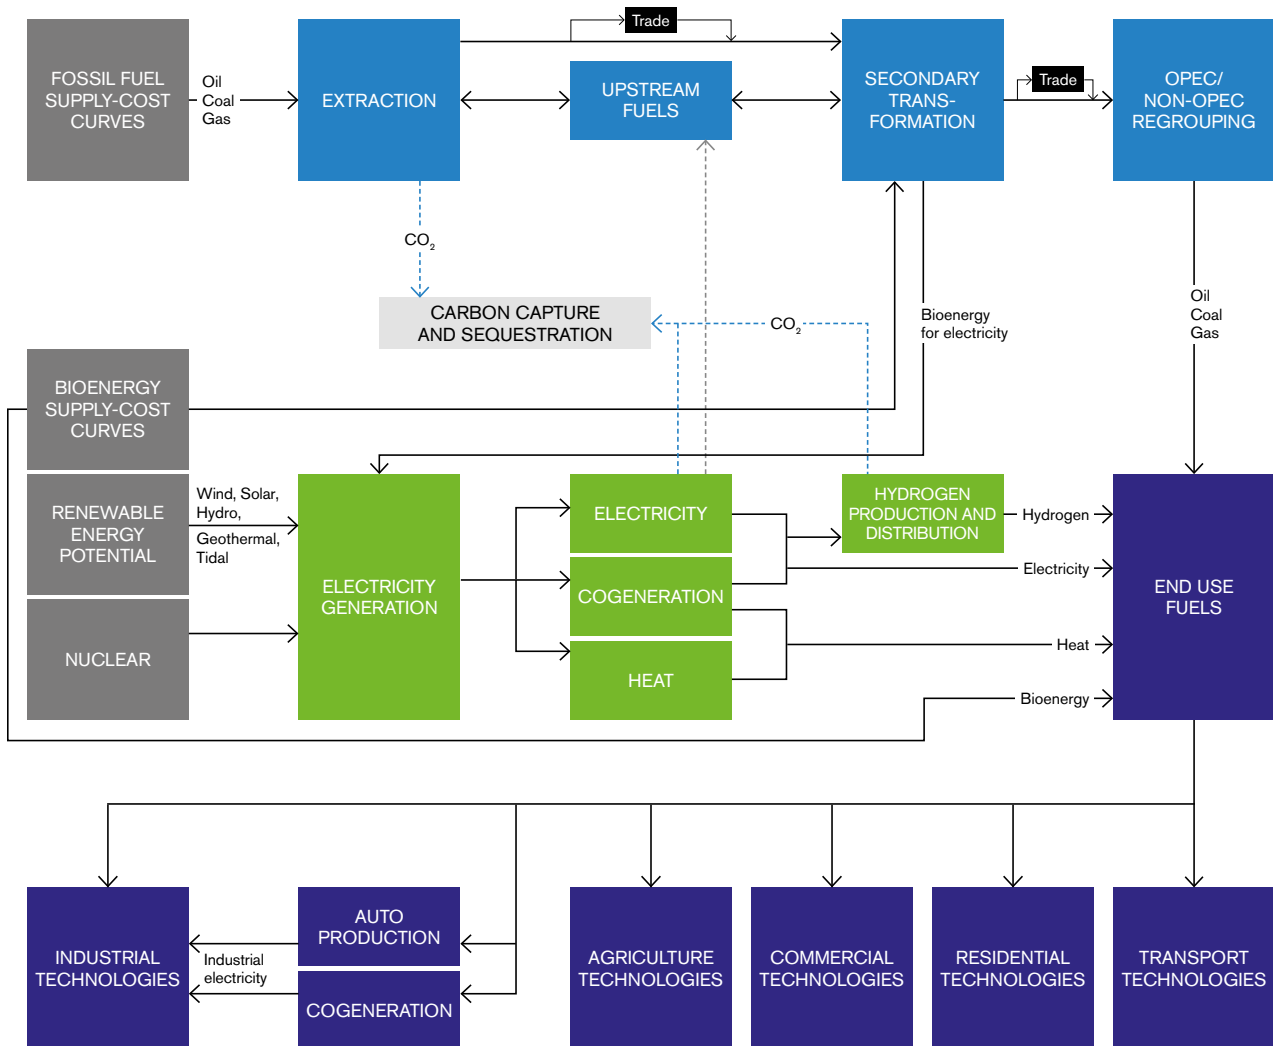 Trade
FOSSIL FUEL
SUPPLY-COST
CURVES
Oil
Coal
Gas
EXTRACTION
UPSTREAM
FUELS
SECONDARY
TRANS-
FORMATION
Trade
OPEC/
NON-OPEC
REGROUPING
CO₂
CARBON CAPTURE
AND SEQUESTRATION
CO₂
Bioenergy
for electricity
Oil
Coal
Gas
BIOENERGY
SUPPLY-COST
CURVES
RENEWABLE
ENERGY
POTENTIAL
Wind, Solar,
Hydro,
Geothermal,
Tidal
NUCLEAR
ELECTRICITY
GENERATION
ELECTRICITY
COGENERATION
HEAT
HYDROGEN
PRODUCTION AND
DISTRIBUTION
Hydrogen
Electricity
Heat
Bioenergy
END USE
FUELS
INDUSTRIAL
TECHNOLOGIES
Industrial
electricity
AUTO
PRODUCTION
COGENERATION
AGRICULTURE
TECHNOLOGIES
COMMERCIAL
TECHNOLOGIES
RESIDENTIAL
TECHNOLOGIES
TRANSPORT
TECHNOLOGIES